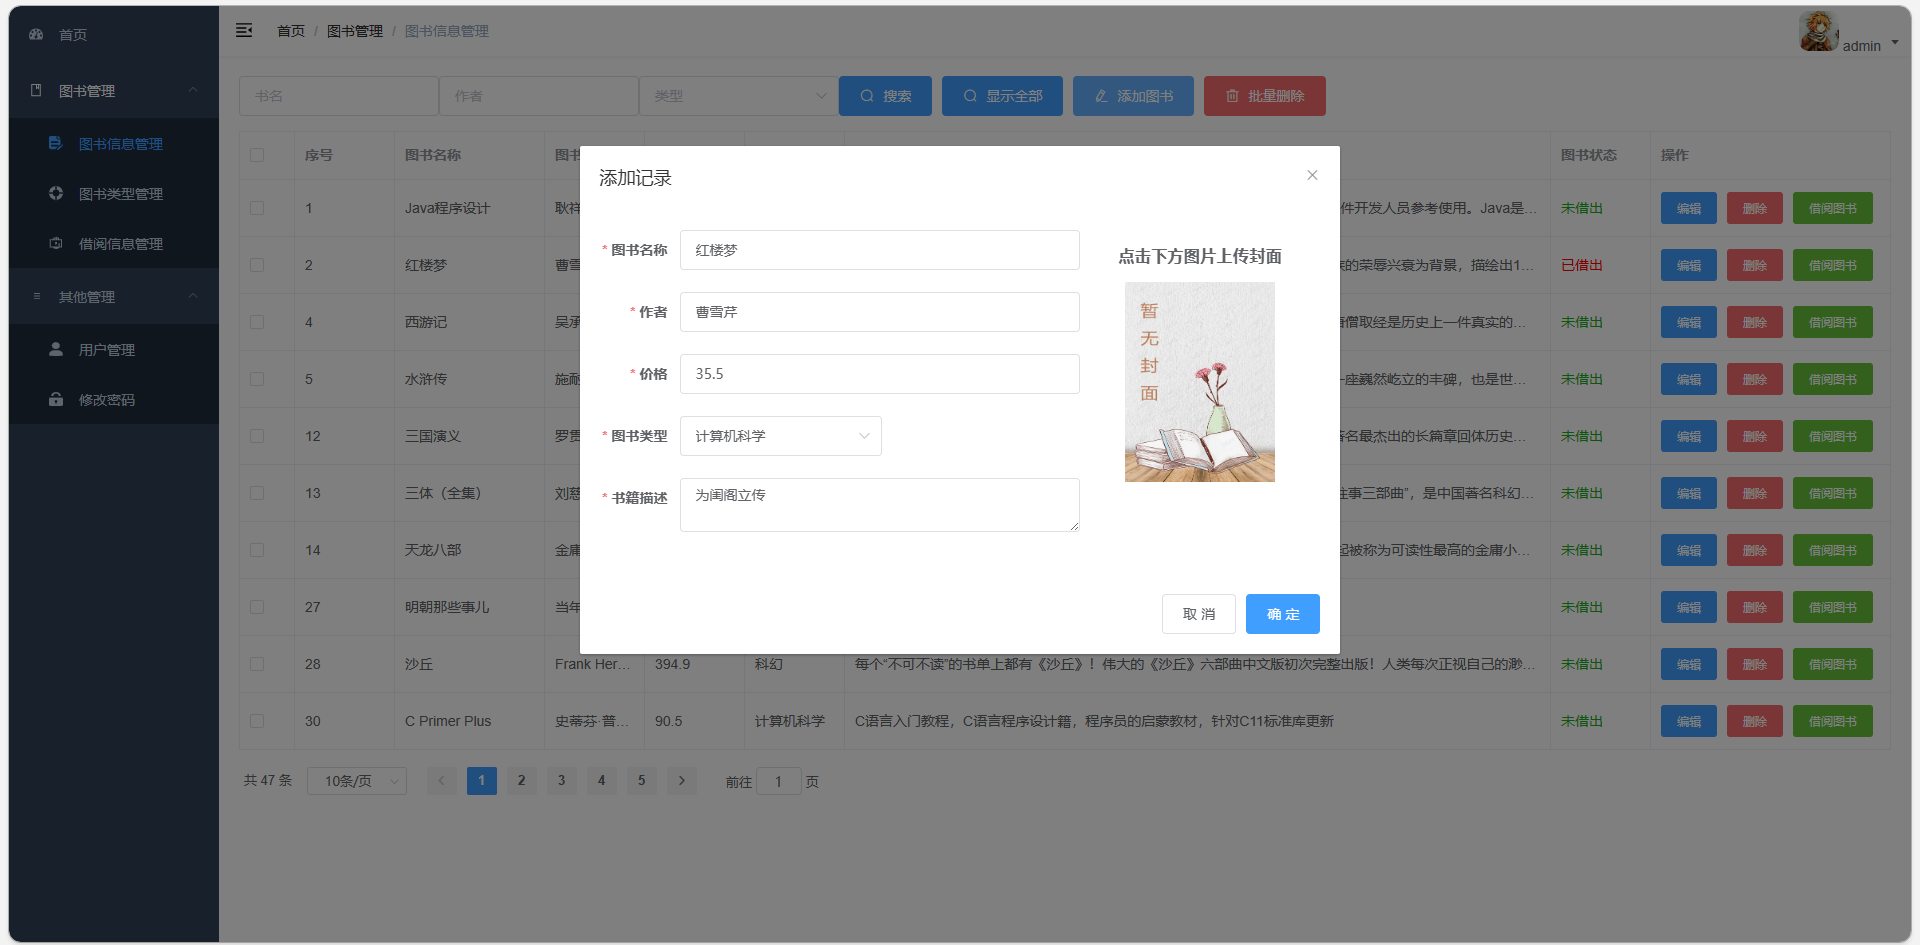 首页
图书管理
图书信息管理
图书类型管理
借阅信息管理
其他管理
用户管理
修改密码
首页 / 图书管理 / 图书信息管理
admin
书名 作者 类型 搜索 显示全部 添加图书 批量删除
序号 图书名称 图书 图书状态 操作
1 Java程序设计 耿祥 件开发人员参考使用。Java是... 未借出 编辑 删除 借阅图书
2 红楼梦 曹雪 的荣辱兴衰为背景，描绘出1... 已借出 编辑 删除 借阅图书
4 西游记 吴承 僧取经是历史上一件真实的... 未借出 编辑 删除 借阅图书
5 水浒传 施耐 一座巍然屹立的丰碑，也是世... 未借出 编辑 删除 借阅图书
12 三国演义 罗贯 著名最杰出的长篇章回体历史... 未借出 编辑 删除 借阅图书
13 三体（全集） 刘慈 往事三部曲”，是中国著名科幻... 未借出 编辑 删除 借阅图书
14 天龙八部 金庸 起被称为可读性最高的金庸小... 未借出 编辑 删除 借阅图书
27 明朝那些事儿 当年 未借出 编辑 删除 借阅图书
28 沙丘 Frank Her... 394.9 科幻 每个“不可不读”的书单上都有《沙丘》！伟大的《沙丘》六部曲中文版初次完整出版！人类每次正视自己的渺... 未借出 编辑 删除 借阅图书
30 C Primer Plus 史蒂芬·普... 90.5 计算机科学 C语言入门教程，C语言程序设计籍，程序员的启蒙教材，针对C11标准库更新 未借出 编辑 删除 借阅图书
共 47 条 10条/页 1 2 3 4 5 前往 1 页
添加记录
* 图书名称 红楼梦
* 作者 曹雪芹
* 价格 35.5
* 图书类型 计算机科学
* 书籍描述 为闺阁立传
点击下方图片上传封面
暂无封面
取 消 确 定